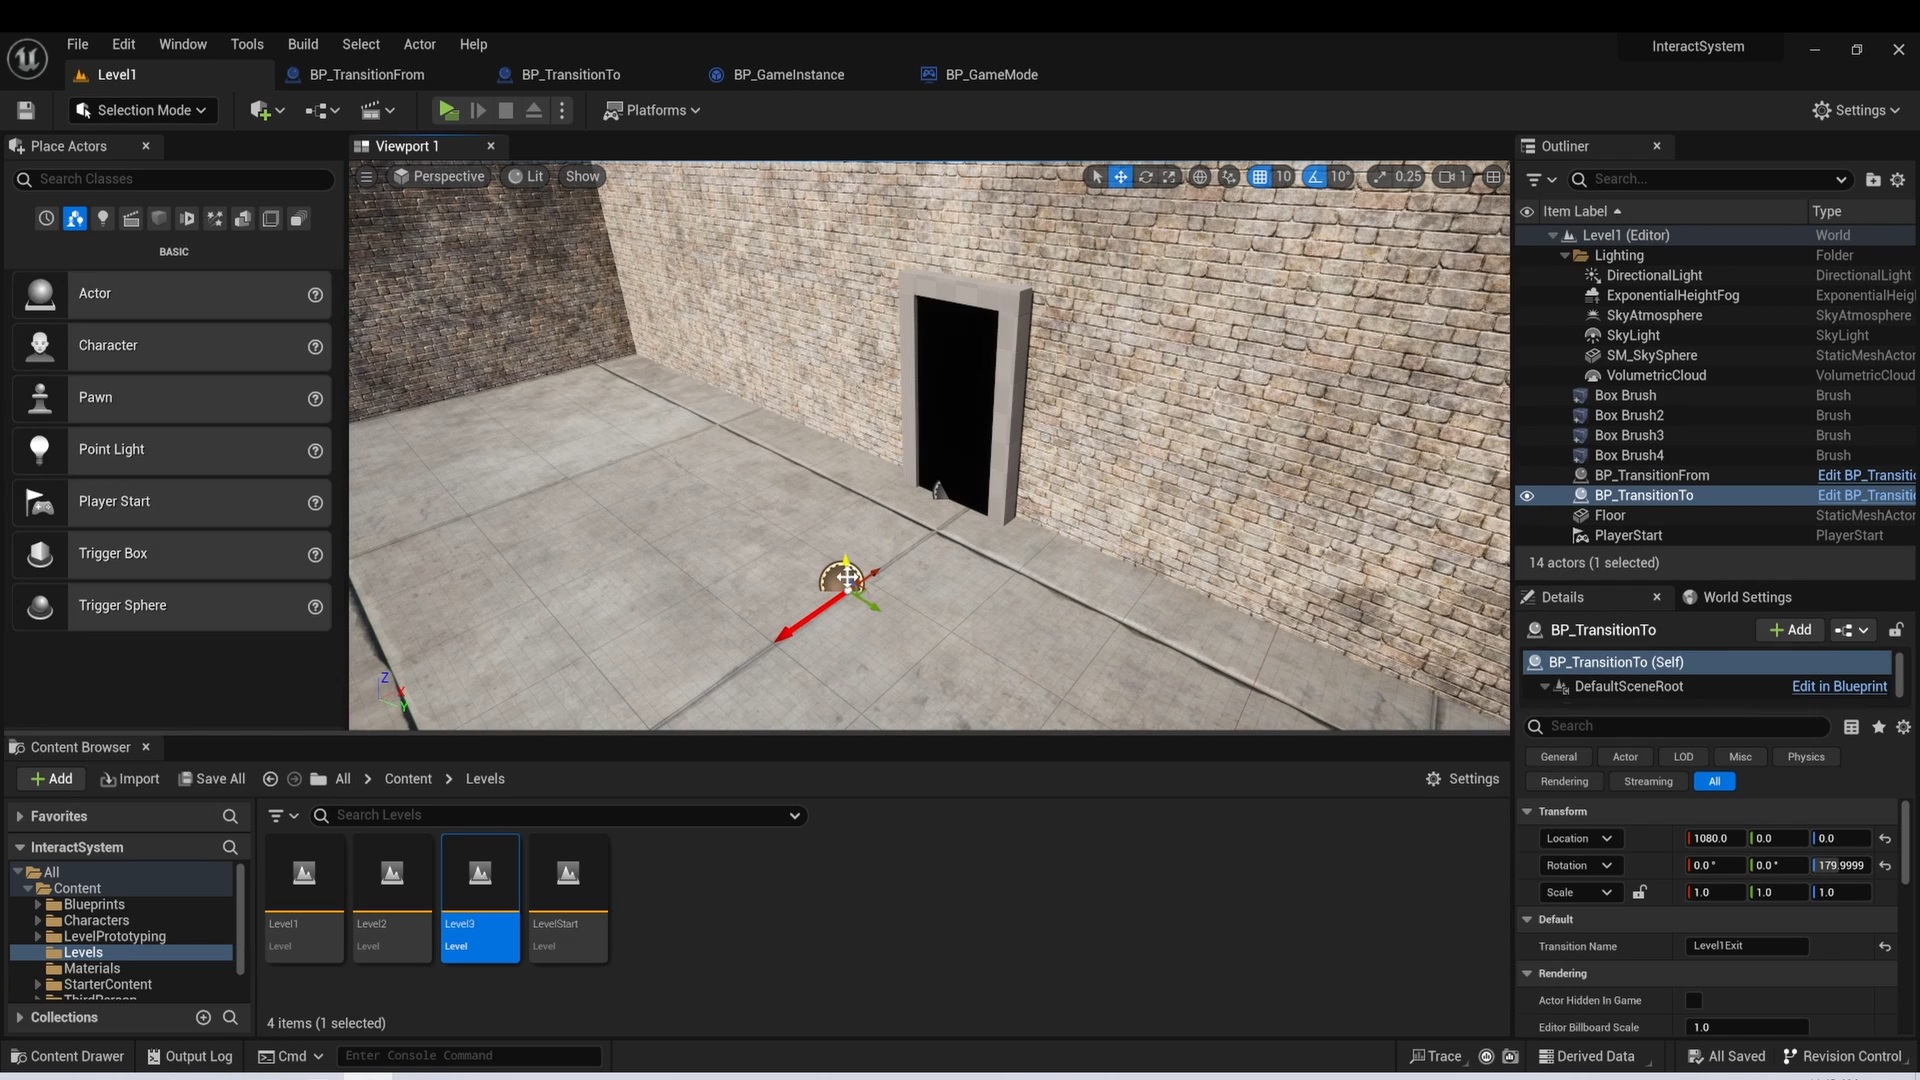 File Edit Window Tools Build Select Actor Help
InteractSystem
Level1 BP_TransitionFrom BP_TransitionTo BP_GameInstance BP_GameMode
Selection Mode Platforms Settings
Place Actors
Search Classes
BASIC
Actor
Character
Pawn
Point Light
Player Start
Trigger Box
Trigger Sphere
Viewport 1
Perspective Lit Show 10 10° 0.25 1
Z X Y
Outliner
Search...
Item Label Type
Level1 (Editor) World
Lighting Folder
DirectionalLight DirectionalLight
ExponentialHeightFog ExponentialHeig
SkyAtmosphere SkyAtmosphere
SkyLight SkyLight
SM_SkySphere StaticMeshActor
VolumetricCloud VolumetricCloud
Box Brush Brush
Box Brush2 Brush
Box Brush3 Brush
Box Brush4 Brush
BP_TransitionFrom Edit BP_Transitic
BP_TransitionTo Edit BP_Transitic
Floor StaticMeshActor
PlayerStart PlayerStart
14 actors (1 selected)
Details World Settings
BP_TransitionTo Add
BP_TransitionTo (Self)
DefaultSceneRoot Edit in Blueprint
Search
General Actor LOD Misc Physics
Rendering Streaming All
Transform
Location 1080.0 0.0 0.0
Rotation 0.0 ° 0.0 ° 179.9999
Scale 1.0 1.0 1.0
Default
Transition Name Level1Exit
Rendering
Actor Hidden In Game
Editor Billboard Scale 1.0
Content Browser
Add Import Save All All Content Levels Settings
Favorites
InteractSystem
All
Content
Blueprints
Characters
LevelPrototyping
Levels
Materials
StarterContent
ThirdPerson
Collections
Search Levels
Level1 Level2 Level3 LevelStart
Level Level Level Level
4 items (1 selected)
Content Drawer Output Log Cmd Enter Console Command Trace Derived Data All Saved Revision Control